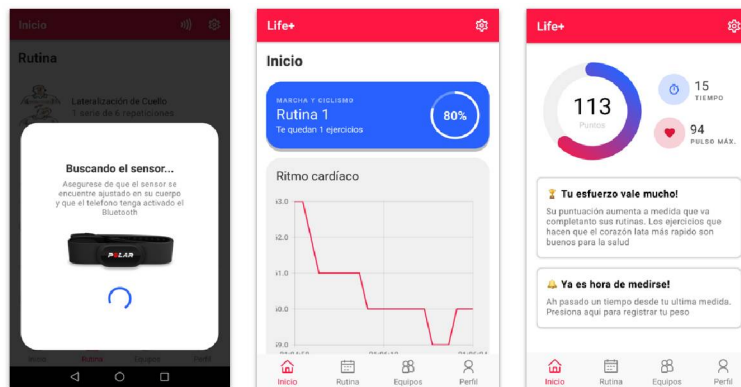 Inicio
Rutina
Lateralización de Cuello
1 serie de 6 repeticiones
Buscando el sensor...
Asegurese de que el sensor se
encuentre ajustado en su cuerpo
y que el telefono tenga activado el
Bluetooth
POLAR
Inicio Rutina Equipos Perfil
Life+
Inicio
MARCHA Y CICLISMO
Rutina 1
Te quedan 1 ejercicios
80%
Ritmo cardíaco
Inicio Rutina Equipos Perfil
Life+
113
Puntos
15
TIEMPO
94
PULSO MÁX.
Tu esfuerzo vale mucho!
Su puntuación aumenta a medida que va
completanto sus rutinas. Los ejercicios que
hacen que el corazón lata más rapido son
buenos para la salud
Ya es hora de medirse!
Ah pasado un tiempo desde tu ultima medida.
Presiona aqui para registrar tu peso
Inicio Rutina Equipos Perfil